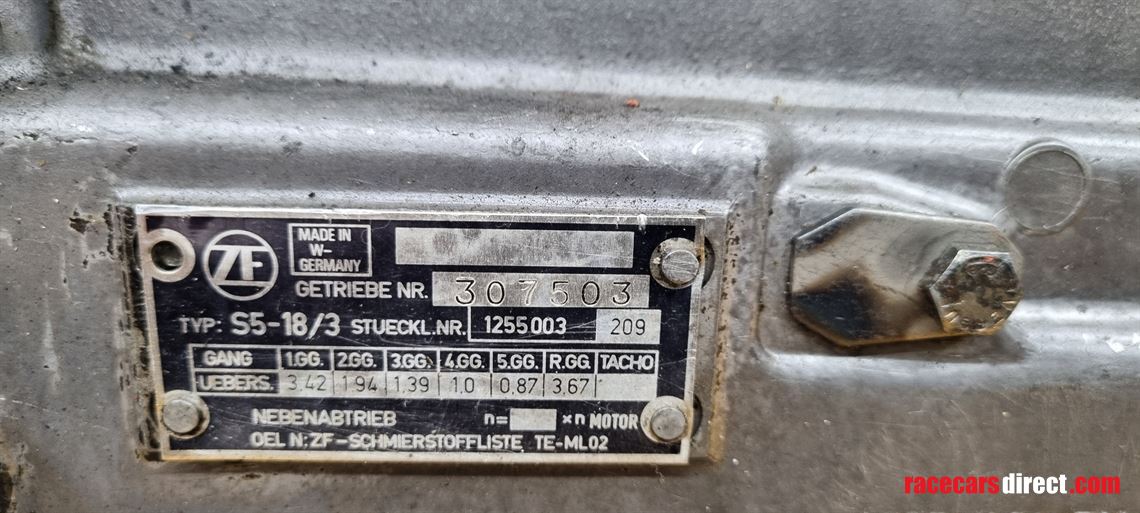 ZF
MADE IN
W-
GERMANY
GETRIEBE NR. 307503
TYP: S5-18/3 STUECKL.NR. 1255 003 209
GANG 1.GG. 2.GG. 3.GG. 4.GG. 5.GG. R.GG. TACHO
UEBERS. 3,42 1,94 1,39 1,0 0,87 3,67
NEBENABTRIEB n= ×n MOTOR
OEL N:ZF-SCHMIERSTOFFLISTE TE-ML02
racecarsdirect.com